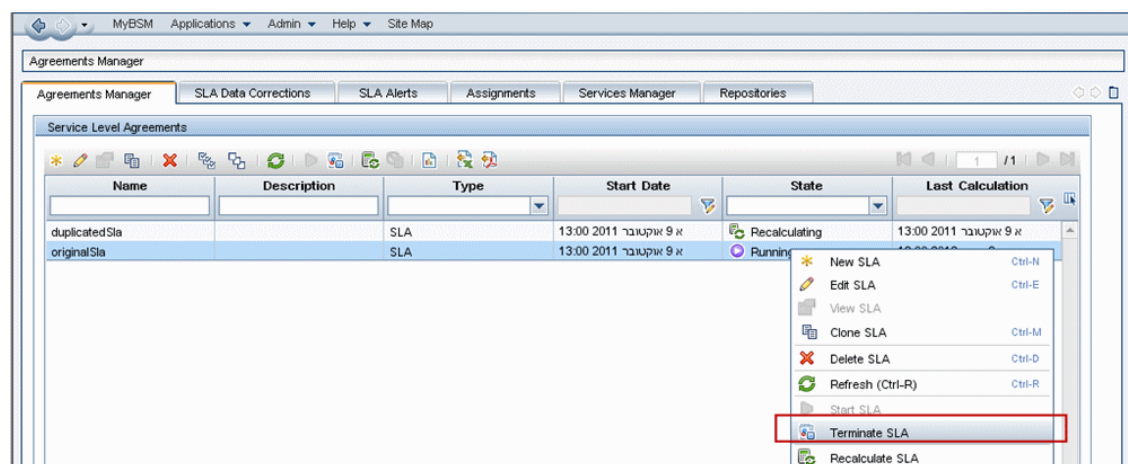 MyBSM Applications Admin Help Site Map
Agreements Manager
Agreements Manager SLA Data Corrections SLA Alerts Assignments Services Manager Repositories
Service Level Agreements
1 /1
Name Description Type Start Date State Last Calculation
duplicatedSla SLA א 9 אוקטובר 2011 13:00 Recalculating א 9 אוקטובר 2011 13:00
originalSla SLA א 9 אוקטובר 2011 13:00 Running
New SLA Ctrl-N
Edit SLA Ctrl-E
View SLA
Clone SLA Ctrl-M
Delete SLA Ctrl-D
Refresh (Ctrl-R) Ctrl-R
Start SLA
Terminate SLA
Recalculate SLA